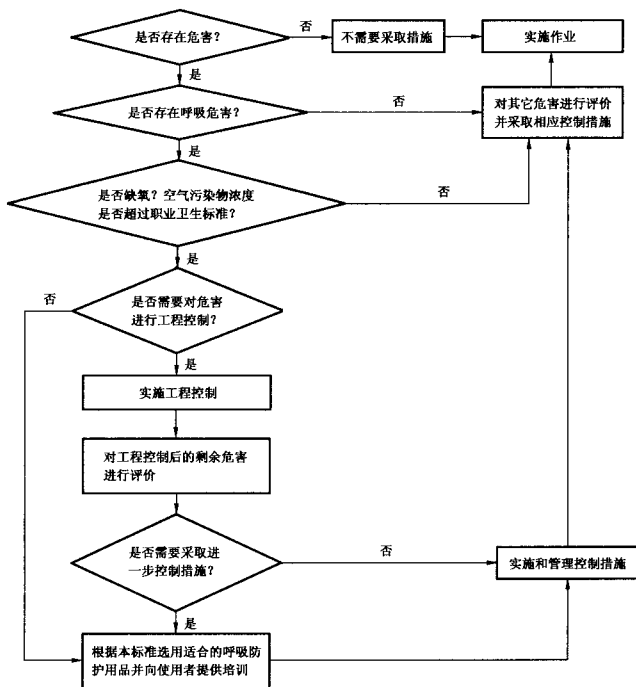 是否存在危害?
否
不需要采取措施
实施作业
是
是否存在呼吸危害?
否
对其它危害进行评价
并采取相应控制措施
是
是否缺氧?空气污染物浓度
是否超过职业卫生标准?
否
是
否
是否需要对危害
进行工程控制?
是
实施工程控制
对工程控制后的剩余危害
进行评价
是否需要采取进
一步控制措施?
否
实施和管理控制措施
是
根据本标准选用适合的呼吸防
护用品并向使用者提供培训